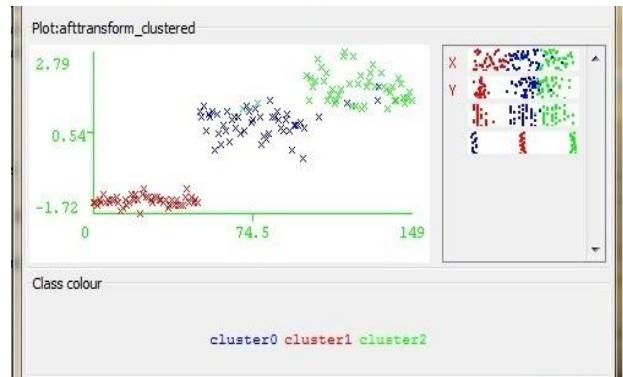 Plot:afttransform_clustered
2.79
X
Y
0.54
-1.72
0 74.5 149
Class colour
cluster0 cluster1 cluster2